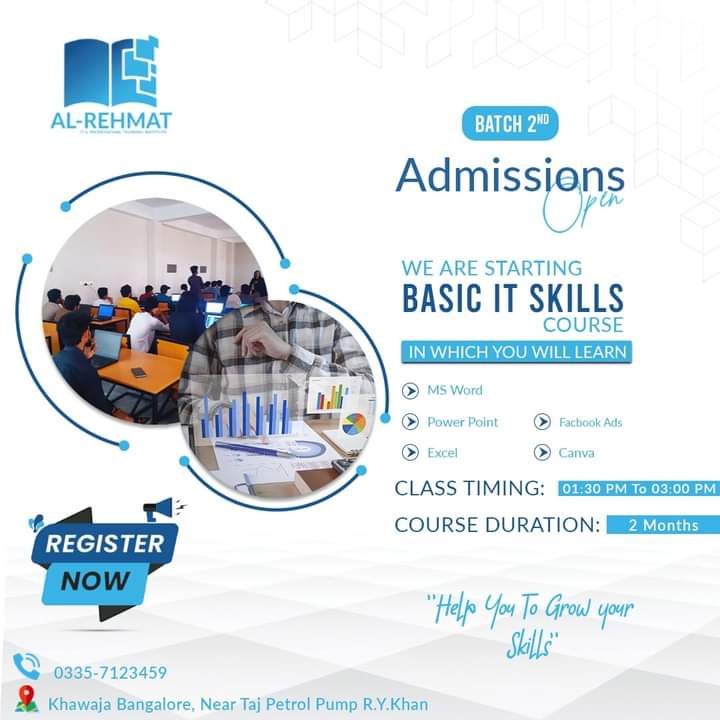 AL-REHMAT
BATCH 2ND
Admissions
Open
WE ARE STARTING
BASIC IT SKILLS
COURSE
IN WHICH YOU WILL LEARN
MS Word
Power Point
Facbook Ads
Excel
Canva
CLASS TIMING: 01:30 PM To 03:00 PM
COURSE DURATION: 2 Months
REGISTER
NOW
"Help You To Grow your
Skills"
0335-7123459
Khawaja Bangalore, Near Taj Petrol Pump R.Y.Khan